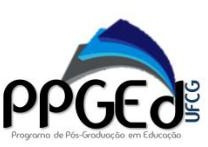 PPGEd
UFCG
Programa de Pós-Graduação em Educação